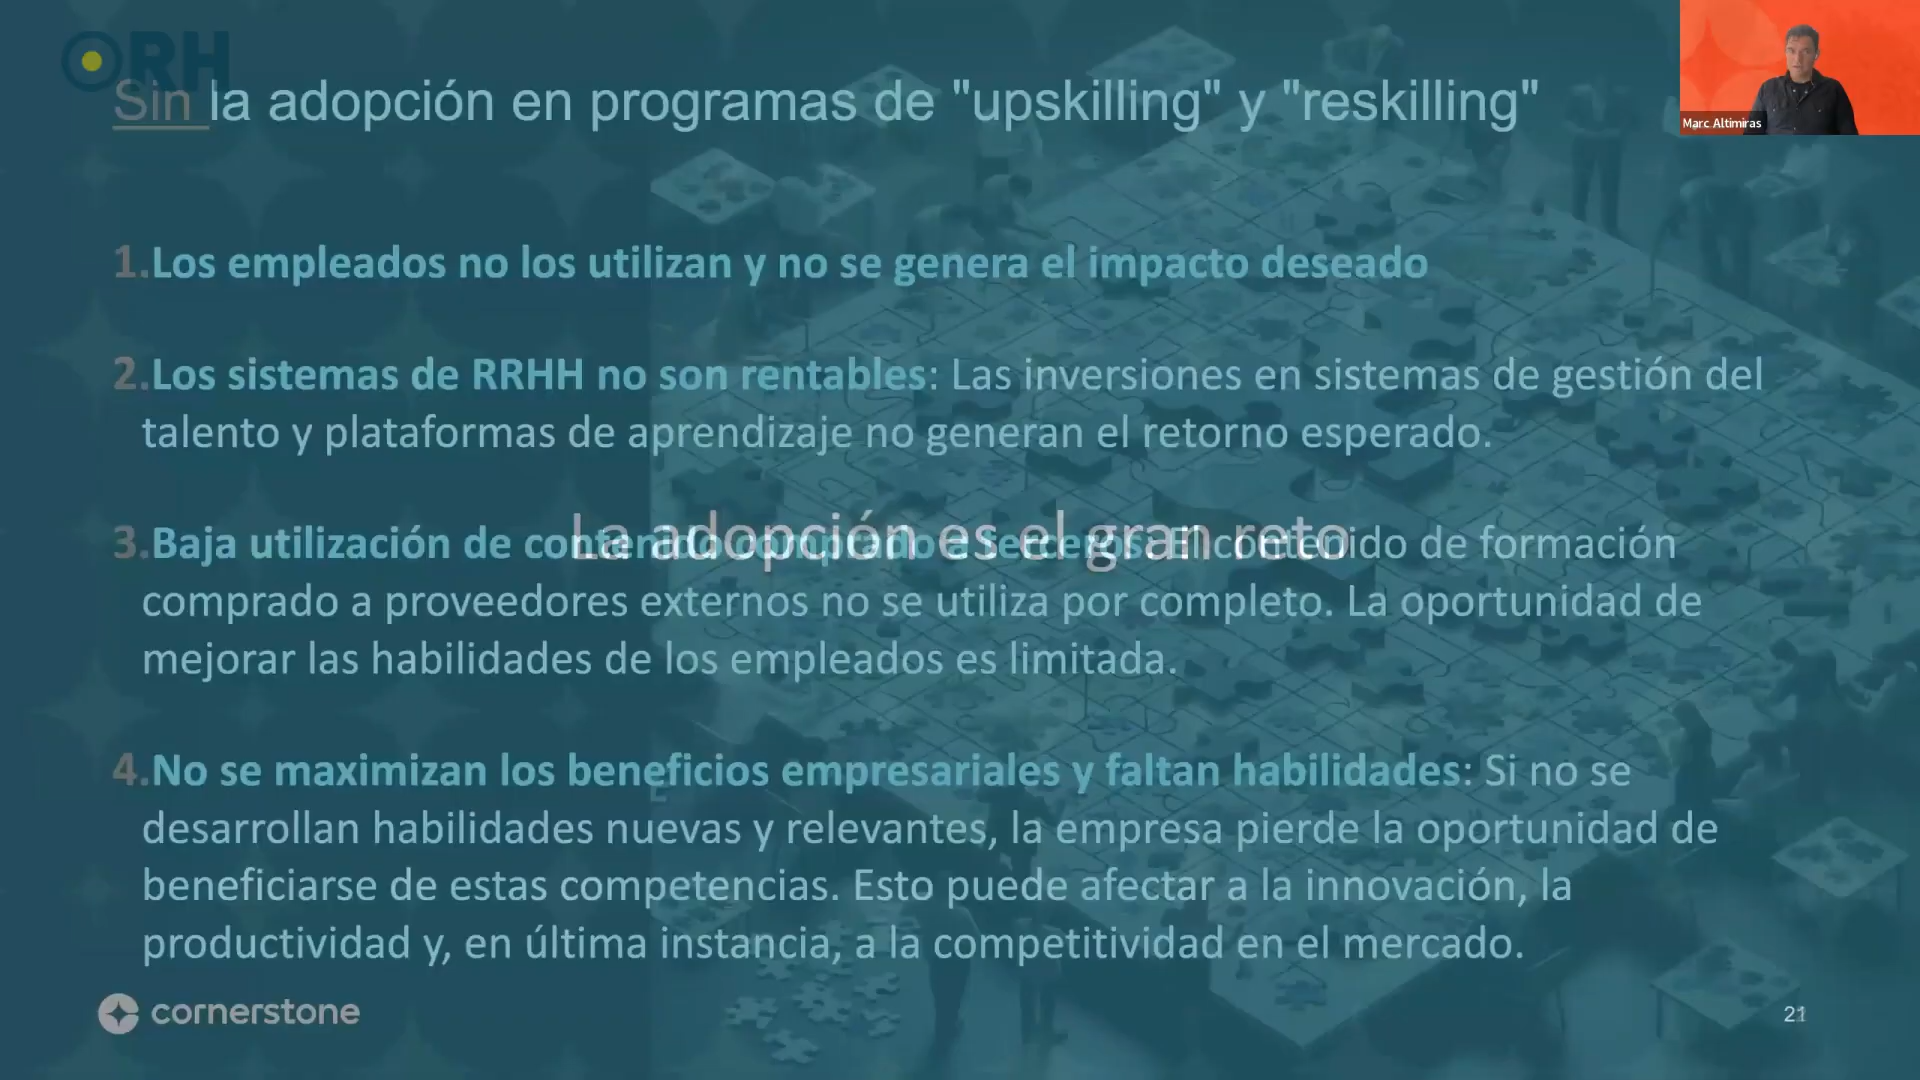 ORH
Sin la adopción en programas de "upskilling" y "reskilling"
Marc Altimiras
1.Los empleados no los utilizan y no se genera el impacto deseado
2.Los sistemas de RRHH no son rentables: Las inversiones en sistemas de gestión del
talento y plataformas de aprendizaje no generan el retorno esperado.
La adopción es el gran reto
3.Baja utilización de contenido El contenido de formación
comprado a proveedores externos no se utiliza por completo. La oportunidad de
mejorar las habilidades de los empleados es limitada.
4.No se maximizan los beneficios empresariales y faltan habilidades: Si no se
desarrollan habilidades nuevas y relevantes, la empresa pierde la oportunidad de
beneficiarse de estas competencias. Esto puede afectar a la innovación, la
productividad y, en última instancia, a la competitividad en el mercado.
cornerstone